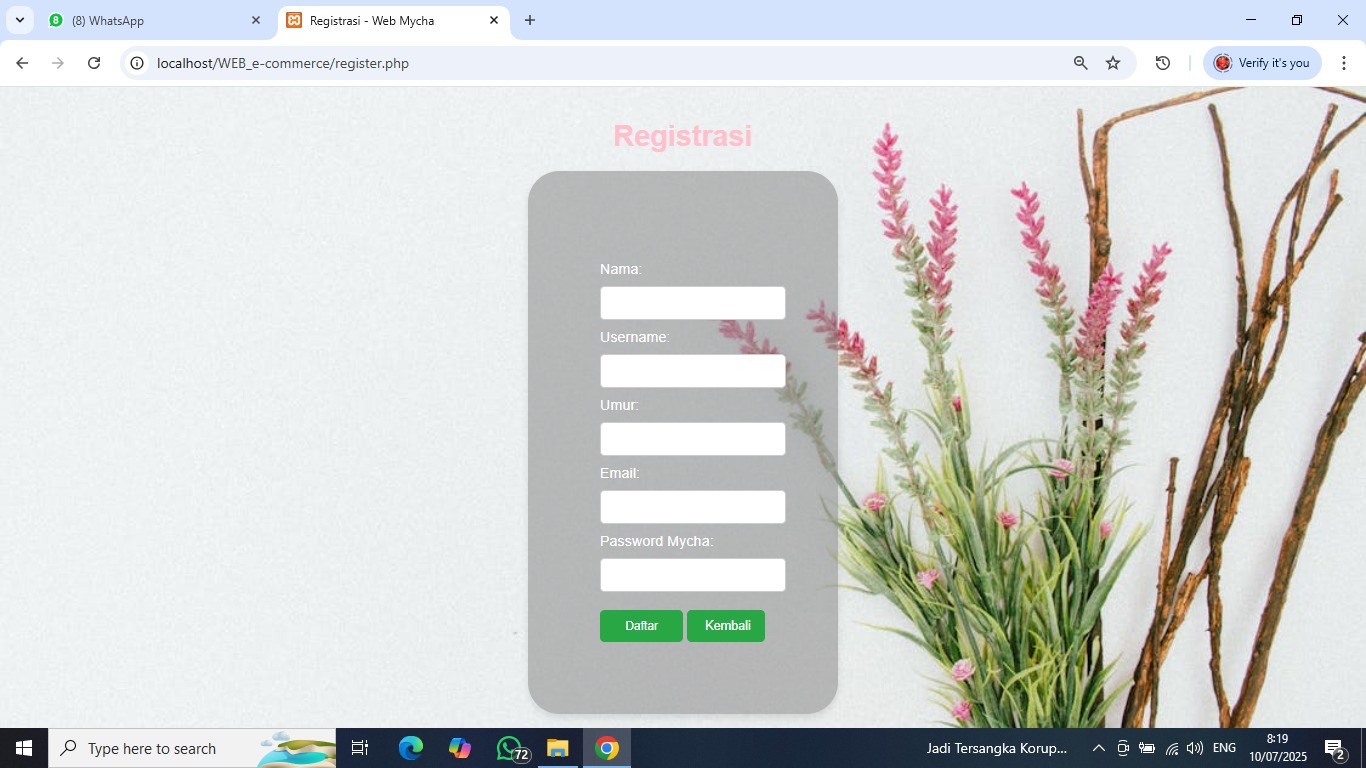 (8) WhatsApp
Registrasi - Web Mycha
localhost/WEB_e-commerce/register.php
Verify it's you
Registrasi
Nama:
Username:
Umur:
Email:
Password Mycha:
Daftar Kembali
Type here to search
72
Jadi Tersangka Korup...
ENG
8:19
10/07/2025
2